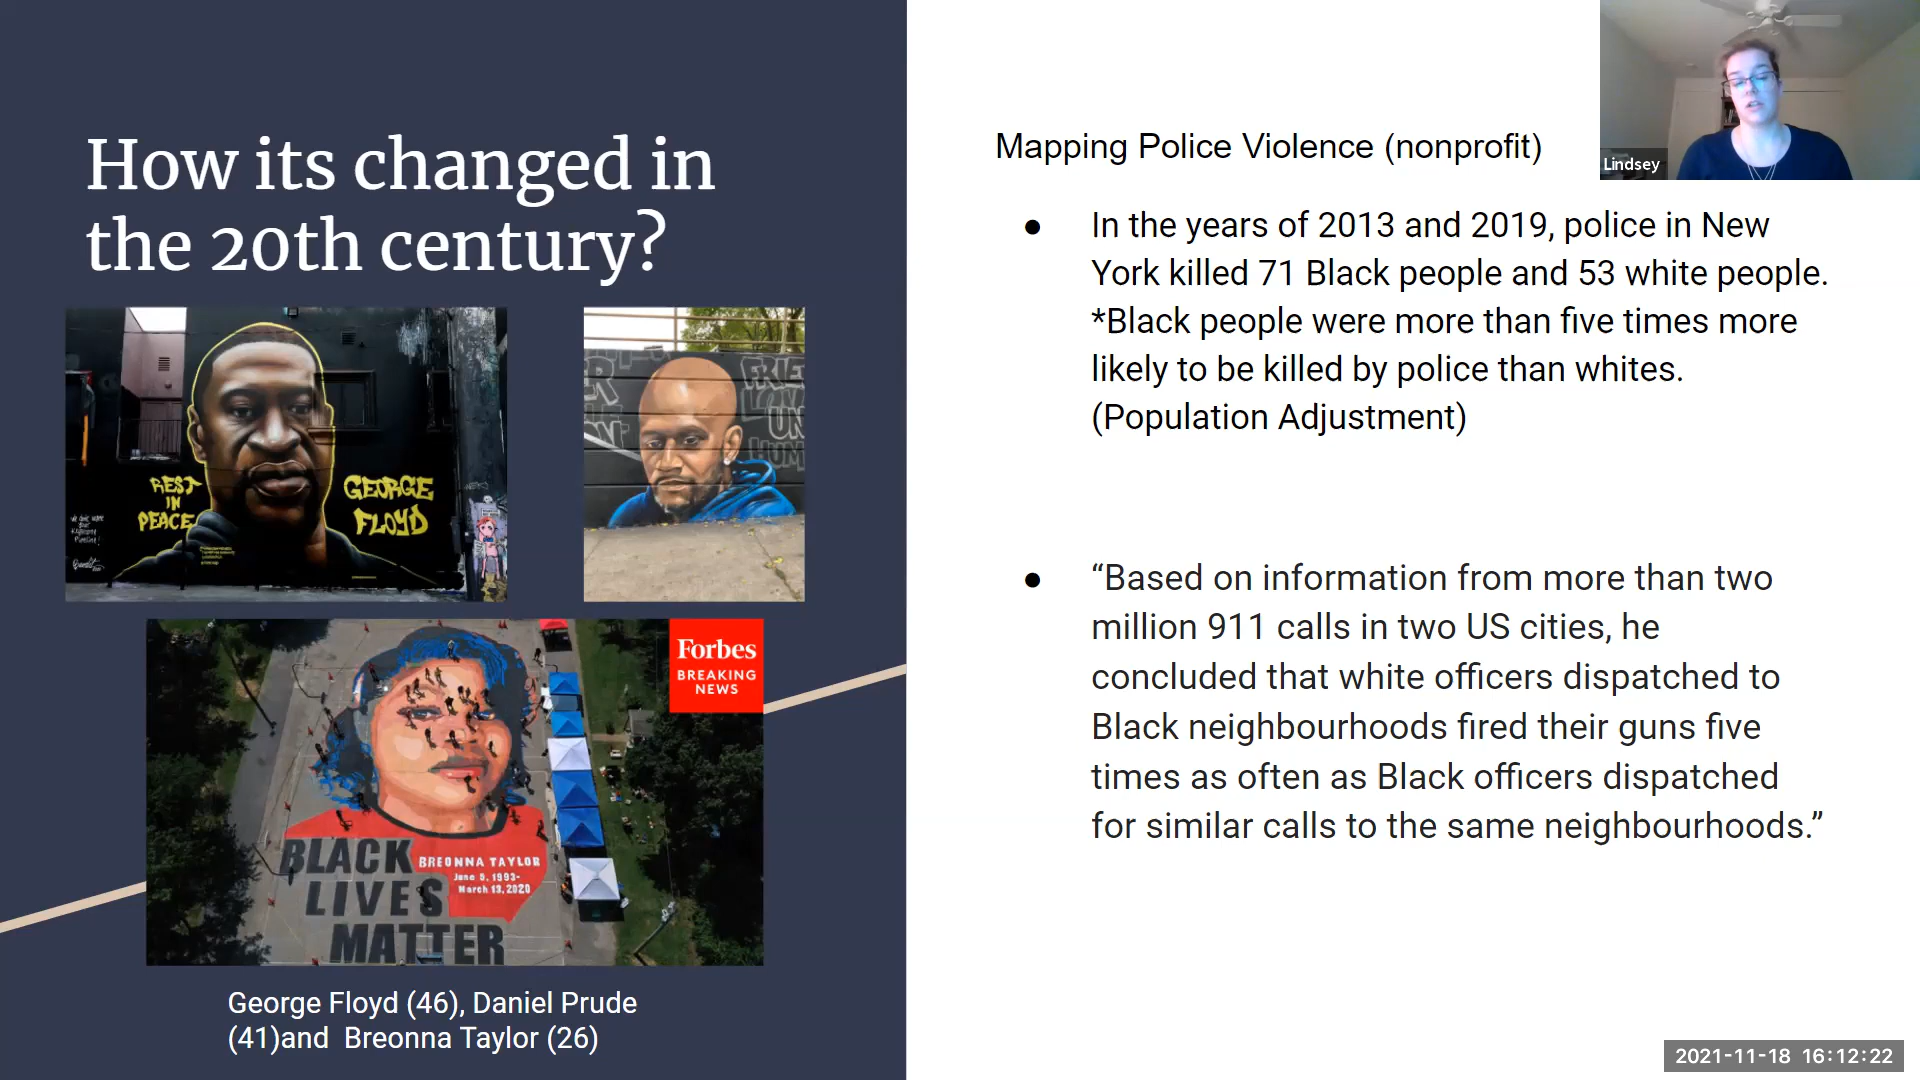 How its changed in
the 20th century?
REST
IN
PEACE
GEORGE
FLOYD
FRIE
UN
HUM
Forbes
BREAKING
NEWS
BLACK
LIVES
MATTER
BREONNA TAYLOR
June 5, 1993-
March 13, 2020
George Floyd (46), Daniel Prude
(41)and Breonna Taylor (26)
Mapping Police Violence (nonprofit)
● In the years of 2013 and 2019, police in New
York killed 71 Black people and 53 white people.
*Black people were more than five times more
likely to be killed by police than whites.
(Population Adjustment)
● “Based on information from more than two
million 911 calls in two US cities, he
concluded that white officers dispatched to
Black neighbourhoods fired their guns five
times as often as Black officers dispatched
for similar calls to the same neighbourhoods.”
Lindsey
2021-11-18 16:12:22